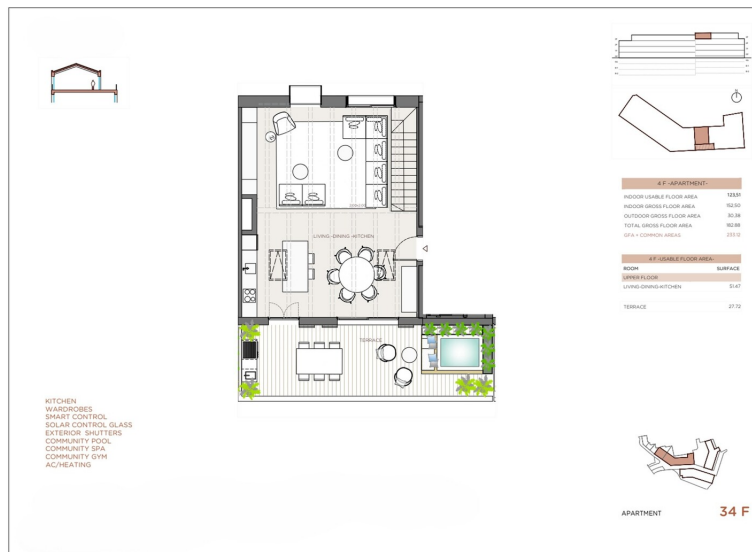 4 F -APARTMENT-
INDOOR USABLE FLOOR AREA 123,51
INDOOR GROSS FLOOR AREA 152.50
OUTDOOR GROSS FLOOR AREA 30.38
TOTAL GROSS FLOOR AREA 182.88
GFA + COMMON AREAS
4 F -USABLE FLOOR AREA-
ROOM SURFACE
UPPER FLOOR
LIVING-DINING-KITCHEN 51.47
TERRACE 27.72
LIVING -DINING -KITCHEN
TERRACE
KITCHEN
WARDROBES
SMART CONTROL
SOLAR CONTROL GLASS
EXTERIOR SHUTTERS
COMMUNITY POOL
COMMUNITY SPA
COMMUNITY GYM
AC/HEATING
APARTMENT 34 F